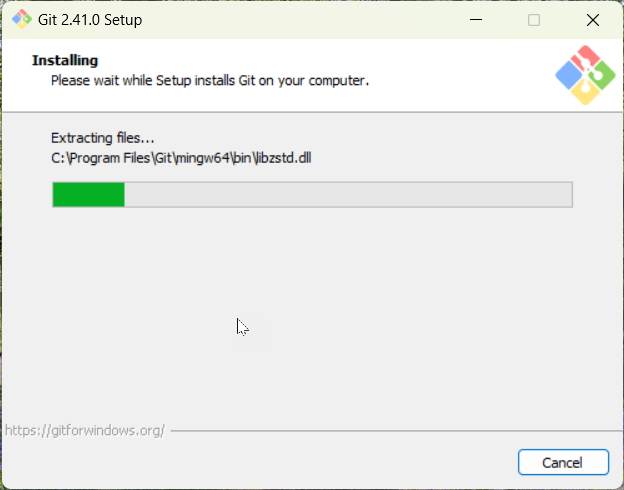 Git 2.41.0 Setup
Installing
Please wait while Setup installs Git on your computer.
Extracting files...
C:\Program Files\Git\mingw64\bin\libzstd.dll
https://gitforwindows.org/
Cancel